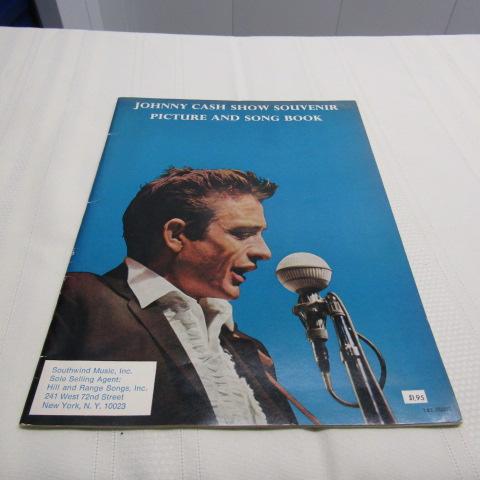 JOHNNY CASH SHOW SOUVENIR
PICTURE AND SONG BOOK
Southwind Music, Inc.
Sole Selling Agent:
Hill and Range Songs, Inc.
241 West 72nd Street
New York, N. Y. 10023
$1.95